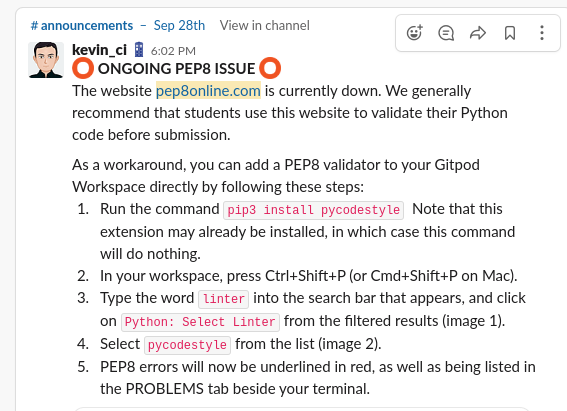 # announcements – Sep 28th View in channel
kevin_ci 6:02 PM
ONGOING PEP8 ISSUE
The website pep8online.com is currently down. We generally
recommend that students use this website to validate their Python
code before submission.
As a workaround, you can add a PEP8 validator to your Gitpod
Workspace directly by following these steps:
1. Run the command pip3 install pycodestyle Note that this
extension may already be installed, in which case this command
will do nothing.
2. In your workspace, press Ctrl+Shift+P (or Cmd+Shift+P on Mac).
3. Type the word linter into the search bar that appears, and click
on Python: Select Linter from the filtered results (image 1).
4. Select pycodestyle from the list (image 2).
5. PEP8 errors will now be underlined in red, as well as being listed in
the PROBLEMS tab beside your terminal.